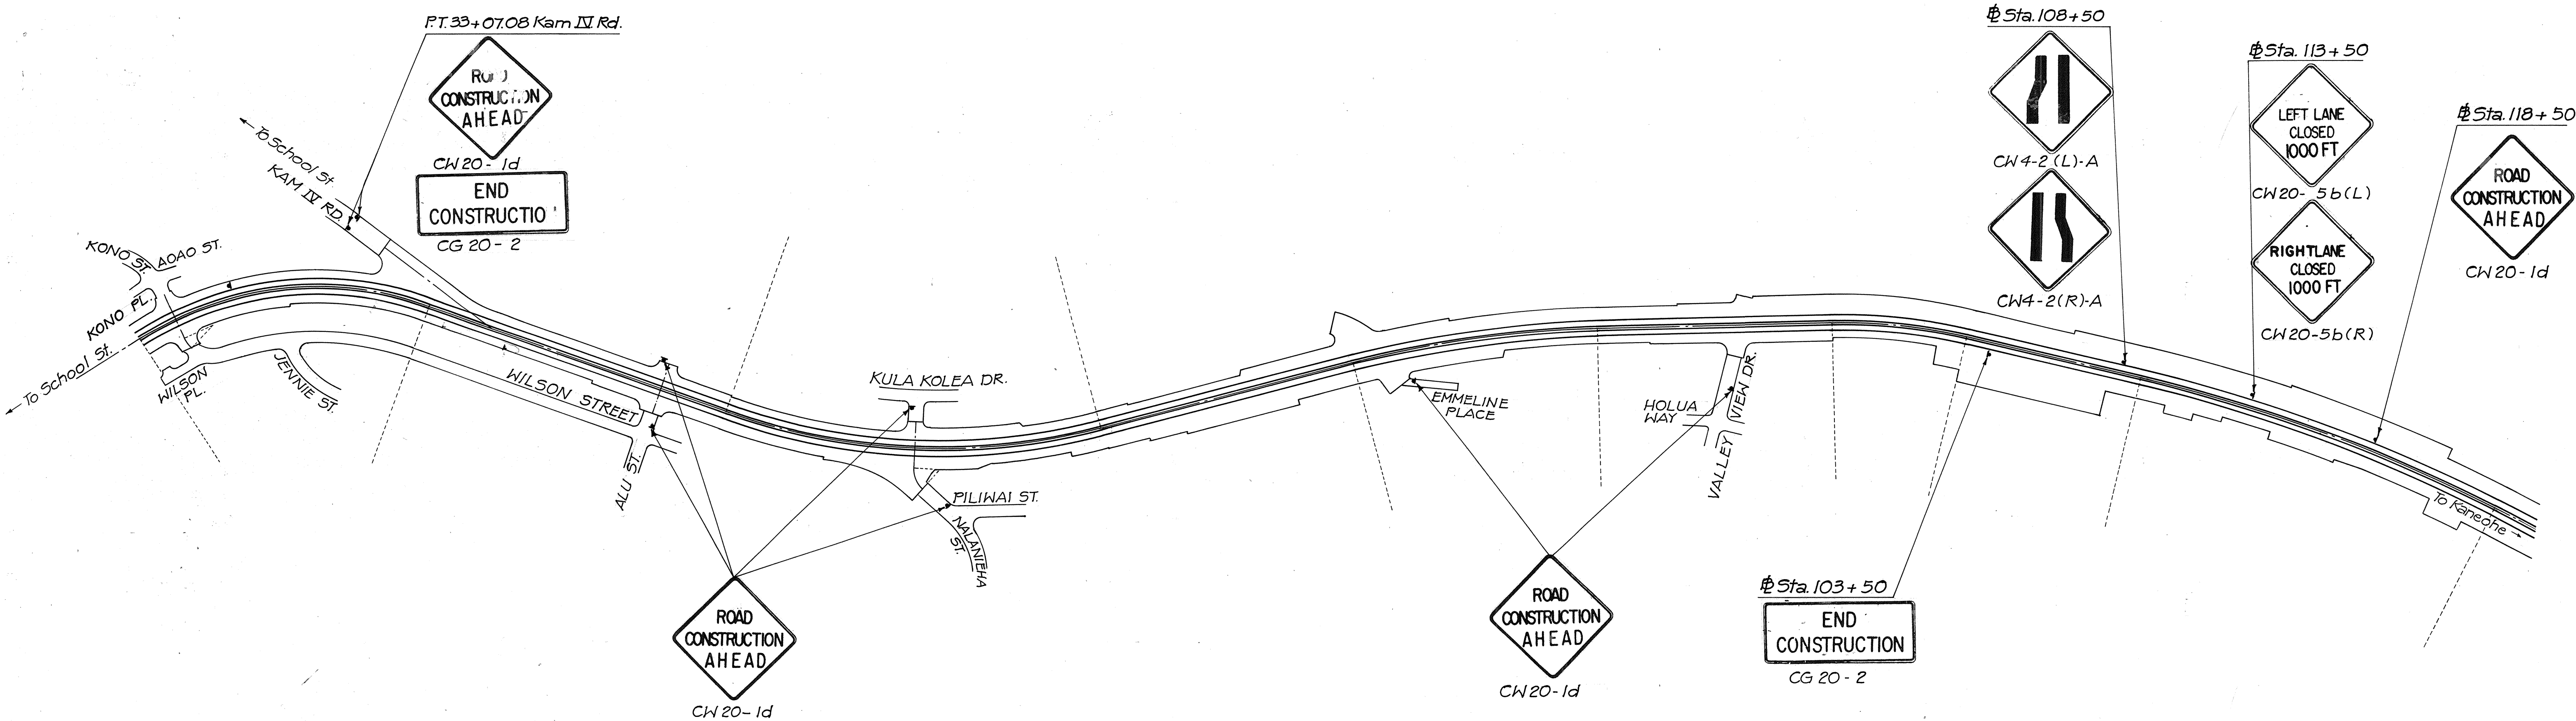 P.T. 33+07.08 Kam IV Rd.
ROAD
CONSTRUCTION
AHEAD
CW 20 - 1d
END
CONSTRUCTIO
CG 20 - 2
To School St.
KAM IV RD.
KONO ST.
AOAO ST.
KONO PL.
To School St.
WILSON
PL.
JENNIE ST.
WILSON STREET
ALU ST.
KULA KOLEA DR.
PILIWAI ST.
NALANIEHA
ST.
ROAD
CONSTRUCTION
AHEAD
CW 20 - 1d
EMMELINE
PLACE
HOLUA
WAY
VALLEY VIEW DR.
ROAD
CONSTRUCTION
AHEAD
CW 20 - 1d
℄ Sta. 103 + 50
END
CONSTRUCTION
CG 20 - 2
℄ Sta. 108 + 50
CW 4-2 (L)-A
CW4-2(R)-A
℄ Sta. 113 + 50
LEFT LANE
CLOSED
1000 FT
CW 20- 5b(L)
RIGHT LANE
CLOSED
1000 FT
CW 20-5b(R)
℄ Sta. 118 + 50
ROAD
CONSTRUCTION
AHEAD
CW 20 - 1d
To Kaneohe